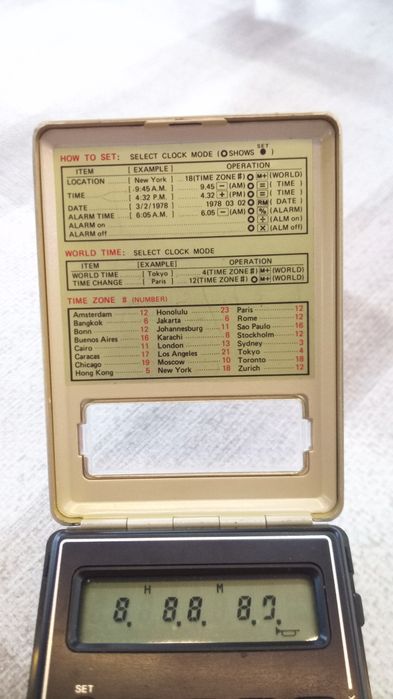 HOW TO SET: SELECT CLOCK MODE (○SHOWS SET ●)
ITEM [EXAMPLE] OPERATION
LOCATION [ New York ] 18(TIME ZONE#) ○ M+ (WORLD)
TIME [ 9:45 A.M. ] 9.45 − (AM) ○ = ( TIME )
[ 4:32 P.M. ] 4.32 + (PM) ○ = ( TIME )
DATE [ 3/2/1978 ] 1978 03 02 ○ RM ( DATE )
ALARM TIME [ 6:05 A.M. ] 6.05 − (AM) ○ % (ALARM)
ALARM on ○ + (ALM on)
ALARM off ○ × (ALM off)
WORLD TIME: SELECT CLOCK MODE
ITEM [EXAMPLE] OPERATION
WORLD TIME [ Tokyo ] 4(TIME ZONE#) M+ (WORLD)
TIME CHANGE [ Paris ] 12(TIME ZONE#) ○ M+ (WORLD)
TIME ZONE # (NUMBER)
Amsterdam 12 Honolulu 23 Paris 12
Bangkok 6 Jakarta 6 Rome 12
Bonn 12 Johannesburg 11 Sao Paulo 16
Buenos Aires 16 Karachi 8 Stockholm 12
Cairo 11 London 13 Sydney 3
Caracas 17 Los Angeles 21 Tokyo 4
Chicago 19 Moscow 10 Toronto 18
Hong Kong 5 New York 18 Zurich 12
H M
8. 8.8. 8.
SET